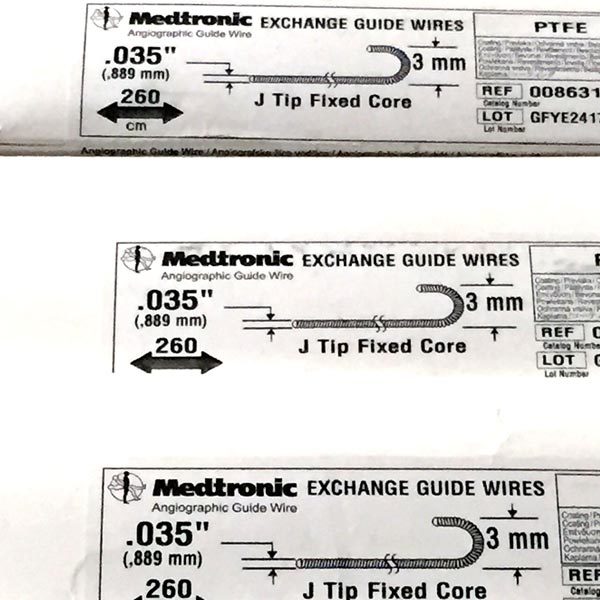 Medtronic EXCHANGE GUIDE WIRES
Angiographic Guide Wire
PTFE
.035"
(.889 mm)
3 mm
260
cm
J Tip Fixed Core
REF 008631
Catalog Number
LOT GFYE2417
Lot Number
Angiographic Guide Wire /
Medtronic EXCHANGE GUIDE WIRES
Angiographic Guide Wire
.035"
(.889 mm)
3 mm
260
J Tip Fixed Core
REF
Catalog Numbe
LOT
Lot Number
Medtronic EXCHANGE GUIDE WIRES
Angiographic Guide Wire
.035"
(,889 mm)
3 mm
260
J Tip Fixed Core
REF
Catalog